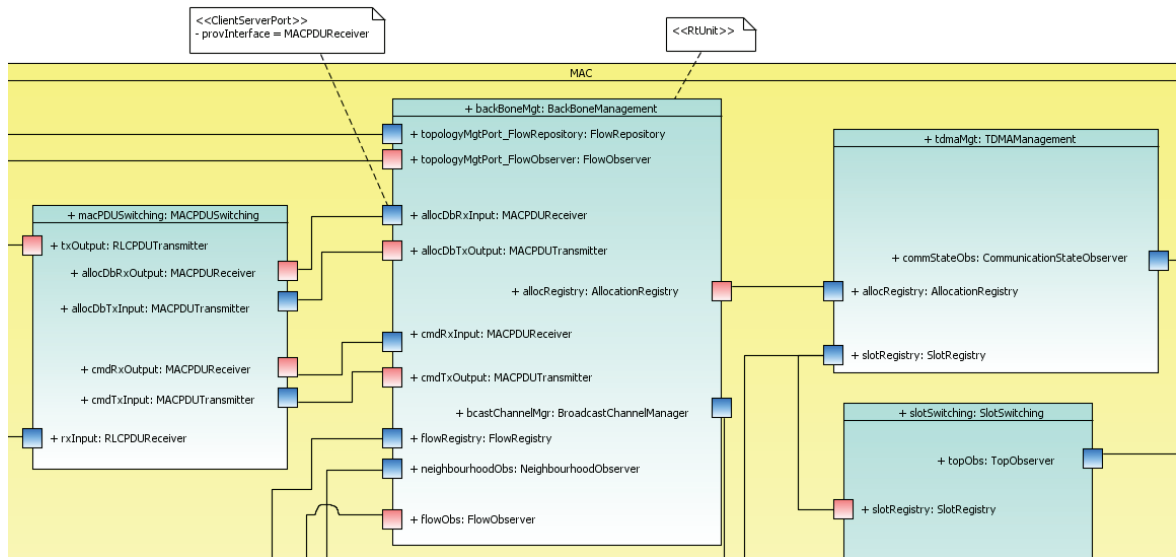 <<ClientServerPort>>
- provInterface = MACPDUReceiver
<<RtUnit>>
MAC
+ backBoneMgt: BackBoneManagement
+ topologyMgtPort_FlowRepository: FlowRepository
+ topologyMgtPort_FlowObserver: FlowObserver
+ allocDbRxInput: MACPDUReceiver
+ allocDbTxOutput: MACPDUTransmitter
+ allocRegistry: AllocationRegistry
+ cmdRxInput: MACPDUReceiver
+ cmdTxOutput: MACPDUTransmitter
+ bcastChannelMgr: BroadcastChannelManager
+ flowRegistry: FlowRegistry
+ neighbourhoodObs: NeighbourhoodObserver
+ flowObs: FlowObserver
+ macPDUSwitching: MACPDUSwitching
+ txOutput: RLCPDUTransmitter
+ allocDbRxOutput: MACPDUReceiver
+ allocDbTxInput: MACPDUTransmitter
+ cmdRxOutput: MACPDUReceiver
+ cmdTxInput: MACPDUTransmitter
+ rxInput: RLCPDUReceiver
+ tdmaMgt: TDMAManagement
+ commStateObs: CommunicationStateObserver
+ allocRegistry: AllocationRegistry
+ slotRegistry: SlotRegistry
+ slotSwitching: SlotSwitching
+ topObs: TopObserver
+ slotRegistry: SlotRegistry